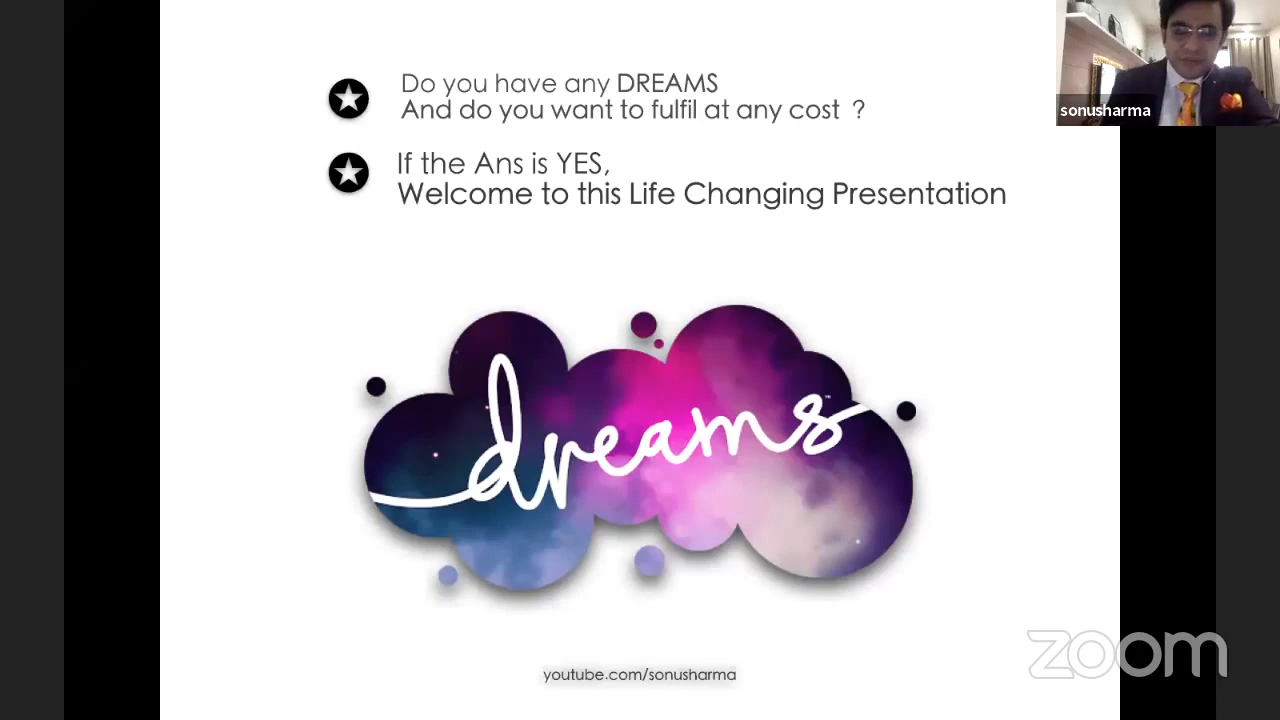 Do you have any DREAMS
And do you want to fulfil at any cost ?
If the Ans is YES,
Welcome to this Life Changing Presentation
sonusharma
dreams
zoom
youtube.com/sonusharma